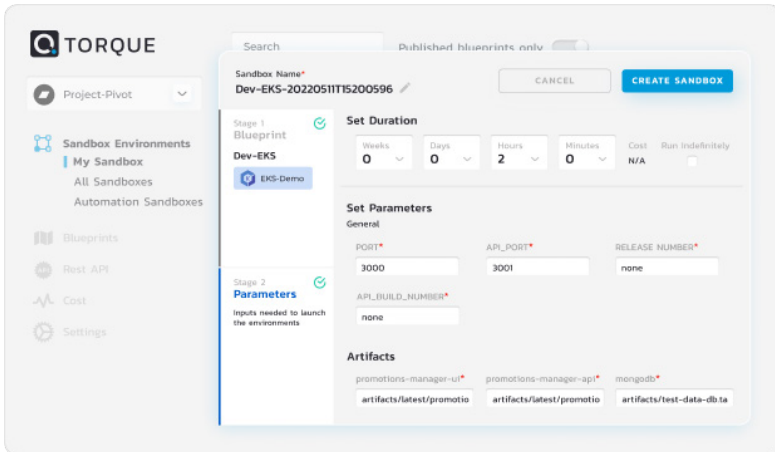 TORQUE
Search
Published blueprints only
Project-Pivot
Sandbox Environments
My Sandbox
All Sandboxes
Automation Sandboxes
Blueprints
Rest API
Cost
Settings
Sandbox Name*
Dev-EKS-20220511T15200596
CANCEL
CREATE SANDBOX
Stage 1
Blueprint
Dev-EKS
EKS-Demo
Stage 2
Parameters
Inputs needed to launch
the environments
Set Duration
Weeks Days Hours Minutes Cost Run Indefinitely
0 0 2 0 N/A
Set Parameters
General
PORT* API_PORT* RELEASE NUMBER*
3000 3001 none
API_BUILD_NUMBER*
none
Artifacts
promotions-manager-ui* promotions-manager-api* mongodb*
artifacts/latest/promotio artifacts/latest/promotio artifacts/test-data-db.ta